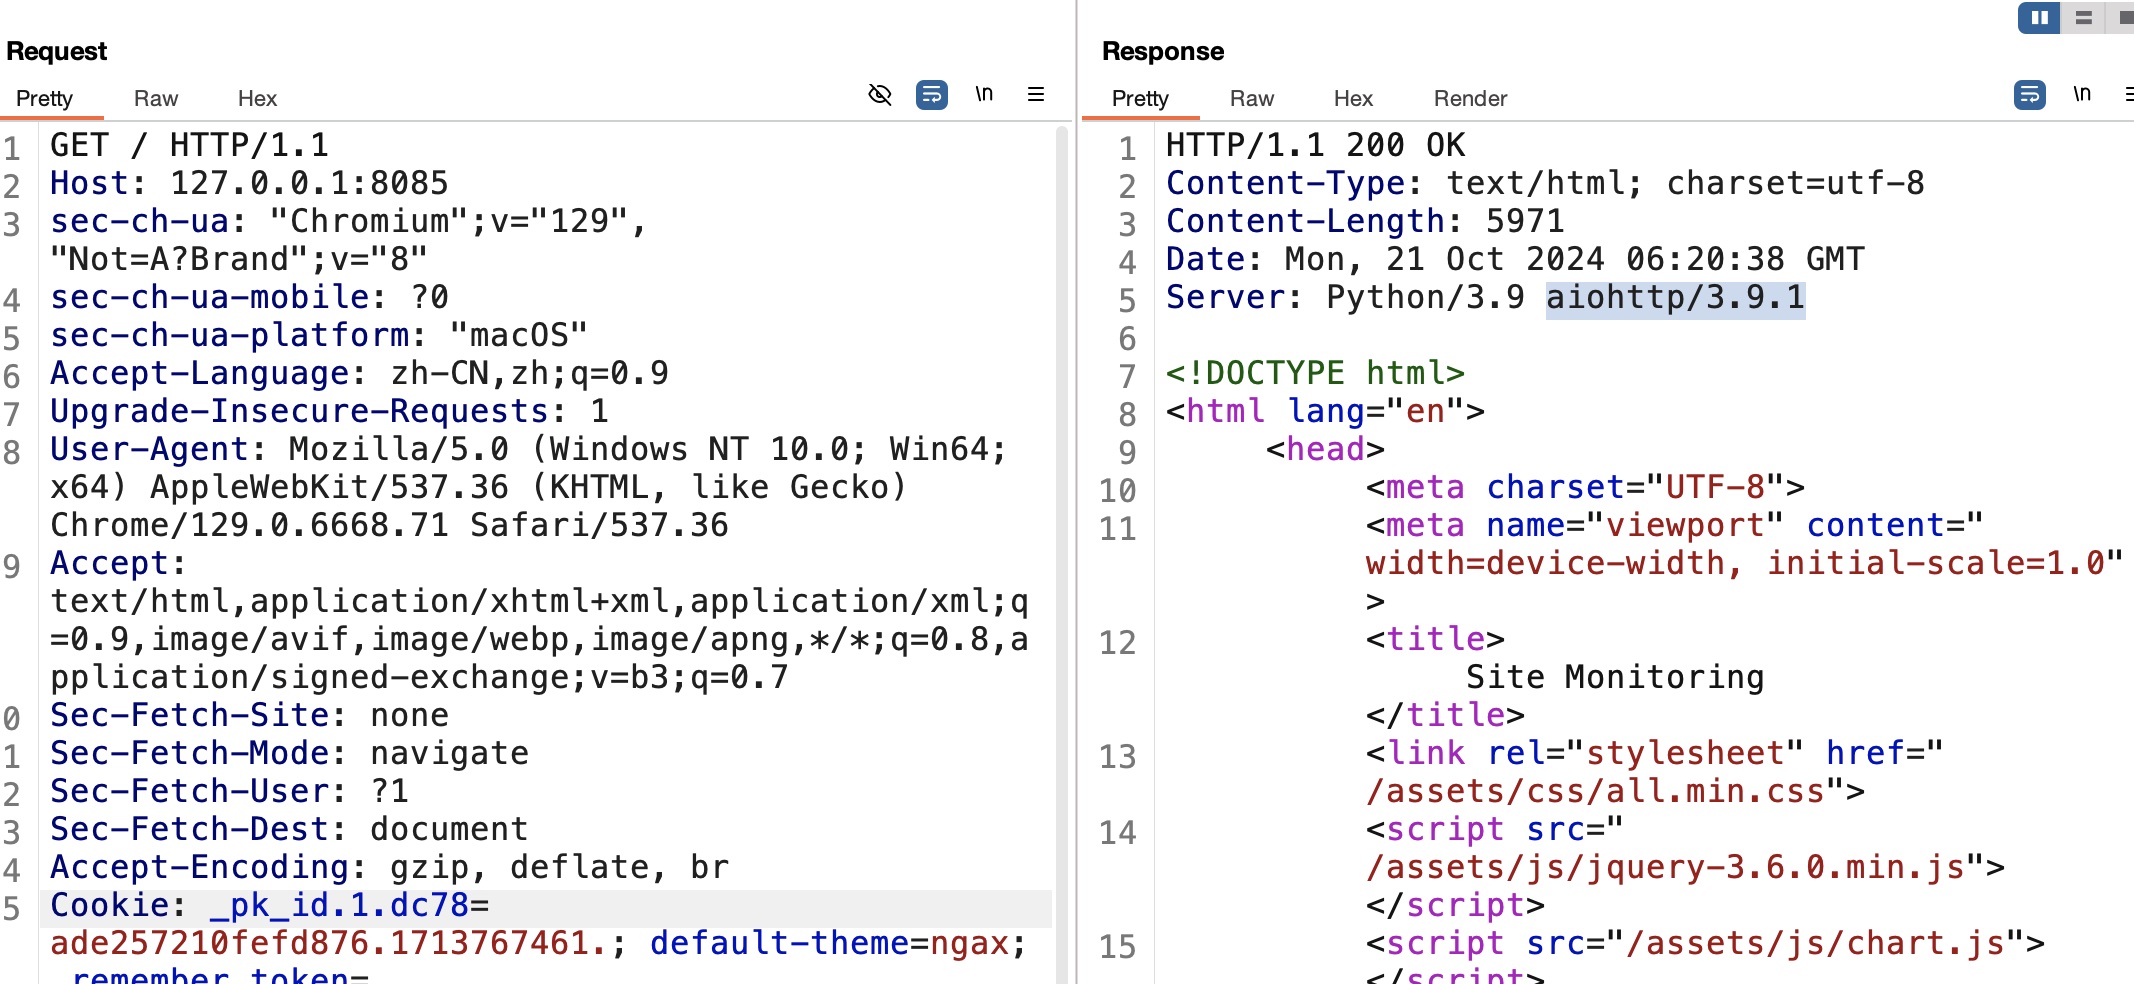 Request
Pretty Raw Hex
\n
1 GET / HTTP/1.1
2 Host: 127.0.0.1:8085
3 sec-ch-ua: "Chromium";v="129",
"Not=A?Brand";v="8"
4 sec-ch-ua-mobile: ?0
5 sec-ch-ua-platform: "macOS"
6 Accept-Language: zh-CN,zh;q=0.9
7 Upgrade-Insecure-Requests: 1
8 User-Agent: Mozilla/5.0 (Windows NT 10.0; Win64;
x64) AppleWebKit/537.36 (KHTML, like Gecko)
Chrome/129.0.6668.71 Safari/537.36
9 Accept:
text/html,application/xhtml+xml,application/xml;q
=0.9,image/avif,image/webp,image/apng,*/*;q=0.8,a
pplication/signed-exchange;v=b3;q=0.7
0 Sec-Fetch-Site: none
1 Sec-Fetch-Mode: navigate
2 Sec-Fetch-User: ?1
3 Sec-Fetch-Dest: document
4 Accept-Encoding: gzip, deflate, br
5 Cookie: _pk_id.1.dc78=
ade257210fefd876.1713767461.; default-theme=ngax;
remember_token=
Response
Pretty Raw Hex Render
\n
1 HTTP/1.1 200 OK
2 Content-Type: text/html; charset=utf-8
3 Content-Length: 5971
4 Date: Mon, 21 Oct 2024 06:20:38 GMT
5 Server: Python/3.9 aiohttp/3.9.1
6
7 <!DOCTYPE html>
8 <html lang="en">
9 <head>
10 <meta charset="UTF-8">
11 <meta name="viewport" content="
width=device-width, initial-scale=1.0"
>
12 <title>
Site Monitoring
</title>
13 <link rel="stylesheet" href="
/assets/css/all.min.css">
14 <script src="
/assets/js/jquery-3.6.0.min.js">
</script>
15 <script src="/assets/js/chart.js">
</script>